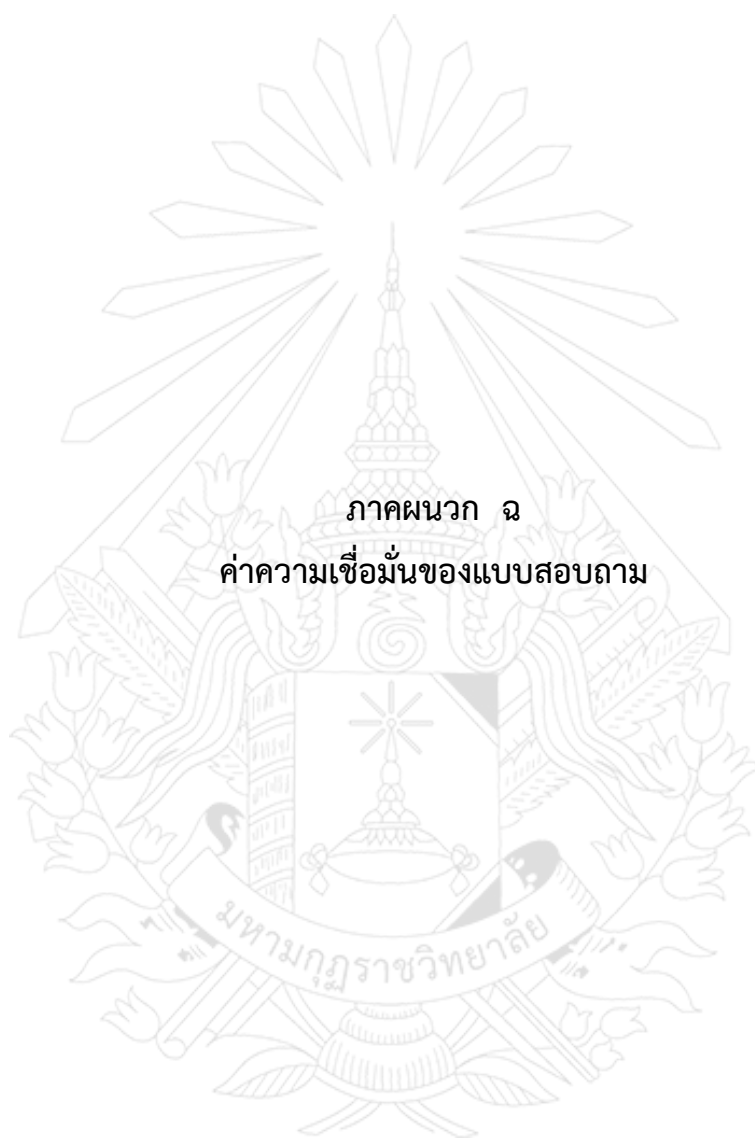 ภาคผนวก ฉ
ค่าความเชื่อมั่นของแบบสอบถาม
มหามกุฏราชวิทยาลัย